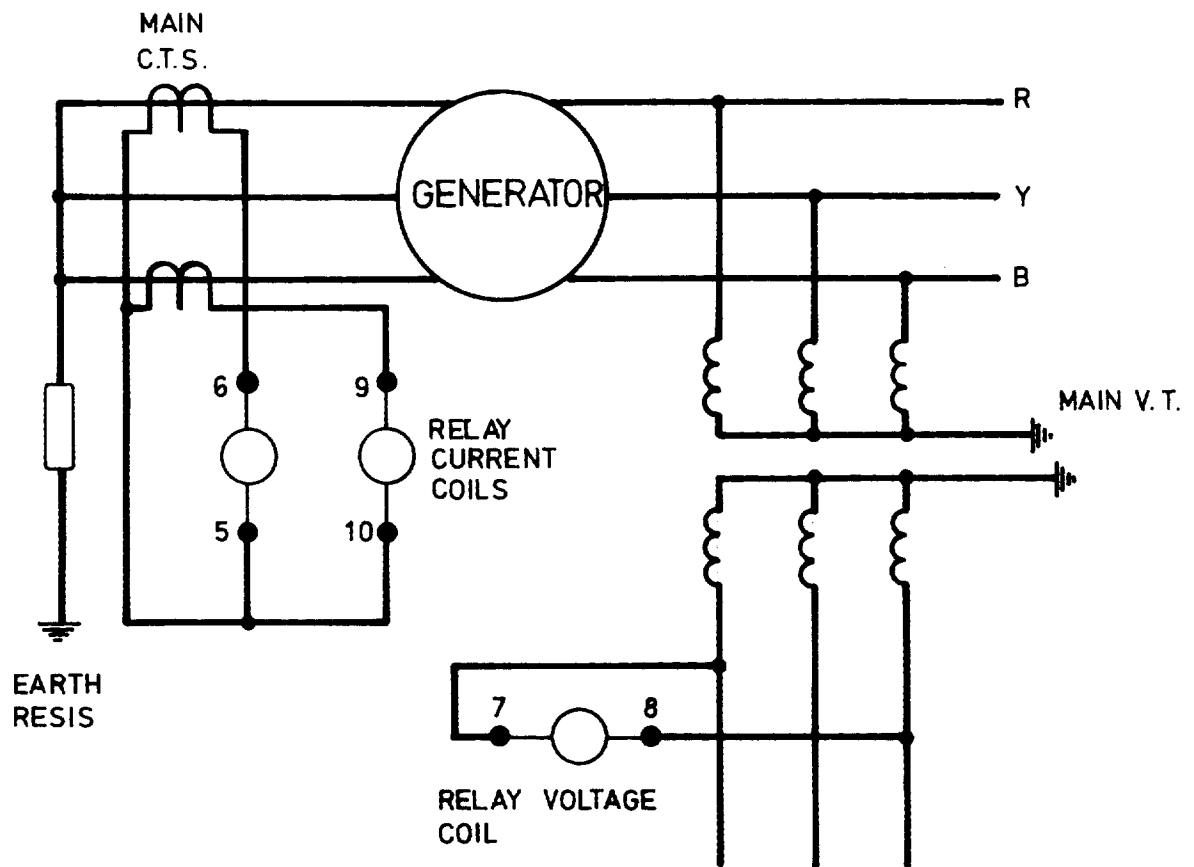 MAIN
C.T.S.
R
GENERATOR
Y
B
6
9
MAIN V.T.
RELAY
CURRENT
COILS
5
10
EARTH
RESIS
7
8
RELAY VOLTAGE
COIL